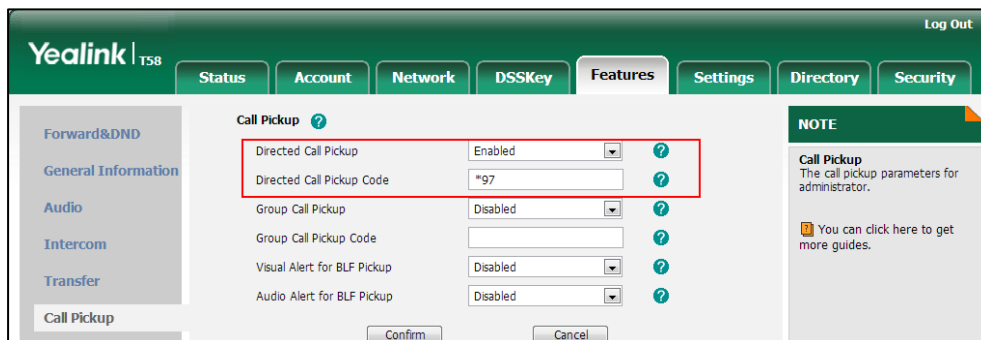 Log Out
Yealink T58
Status Account Network DSSKey Features Settings Directory Security
Forward&DND
General Information
Audio
Intercom
Transfer
Call Pickup
Call Pickup ?
Directed Call Pickup Enabled ?
Directed Call Pickup Code *97 ?
Group Call Pickup Disabled ?
Group Call Pickup Code ?
Visual Alert for BLF Pickup Disabled ?
Audio Alert for BLF Pickup Disabled ?
Confirm Cancel
NOTE
Call Pickup
The call pickup parameters for
administrator.
? You can click here to get
more guides.